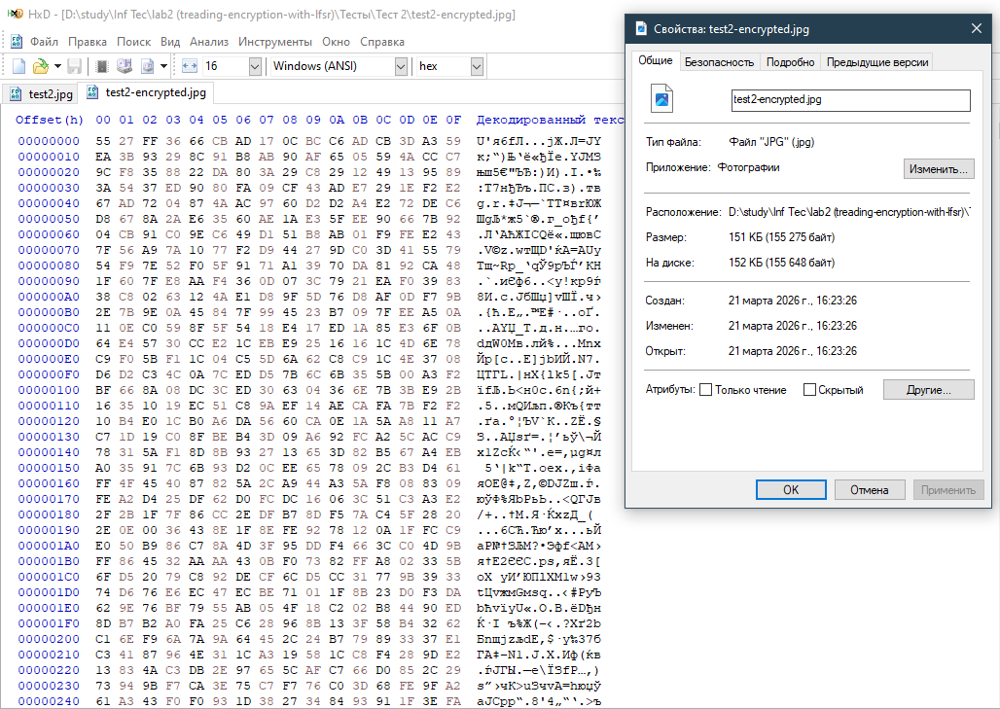 HxD - [D:\study\Inf Tec\lab2 (treading-encryption-with-lfsr)\Тесты\Тест 2\test2-encrypted.jpg]
Файл Правка Поиск Вид Анализ Инструменты Окно Справка
16 Windows (ANSI) hex
test2.jpg test2-encrypted.jpg
Offset(h) 00 01 02 03 04 05 06 07 08 09 0A 0B 0C 0D 0E 0F Декодированный текс
00000000 55 27 FF 36 66 CB AD 17 0C BC C6 AD CB 3D A3 59 U'я6fЛ­..јЖ­Л=ЈY
00000010 EA 3B 93 29 8C 91 B8 AB 90 AF 65 05 59 4A CC C7 к;“)Њ‘ё«ђЇe.YJМЗ
00000020 9C F8 35 88 22 DA 80 3A 29 C8 29 12 49 13 95 89 њш5€"ЪЂ:)И).I.•‰
00000030 3A 54 37 ED 90 80 FA 09 CF 43 AD E7 29 1E F2 E2 :T7нђЂъ.ПC­з).тв
00000040 67 AD 72 04 87 4A AC 97 60 D2 D2 A4 E2 72 DE C6 g­r.‡J¬—`ТТ¤вrЮЖ
00000050 D8 67 8A 2A E6 35 60 AE 1A E3 5F EE 90 66 7B 92 ШgЉ*ж5`®.г_ођf{’
00000060 04 CB 91 C0 9E C6 49 D1 51 B8 AB 01 F9 FE E2 43 .Л‘АћЖIСQё«.щювC
00000070 7F 56 A9 7A 10 77 F2 D9 44 27 9D C0 3D 41 55 79 .V©z.wтЩD'ќА=AUy
00000080 54 F9 7E 52 F0 5F 91 71 A1 39 70 DA 81 92 CA 48 Tщ~Rр_‘qЎ9pЪЃ’КH
00000090 1F 60 7F E8 AA F4 36 0D 07 3C 79 21 EA F0 39 83 .`.иЄф6..<y!кр9ѓ
000000A0 38 C8 02 63 12 4A E1 D8 9F 5D 76 D8 AF 0D F7 9B 8И.c.JбШџ]vШЇ.ч›
000000B0 2E 7B 9E 0A 45 84 7F 99 45 23 B7 09 7F EE A5 0A .{ћ.E„.™E#·..оҐ.
000000C0 11 0E C0 59 8F 5F 54 18 E4 17 ED 1A 85 E3 6F 0B ..АYЏ_T.д.н.…гo.
000000D0 64 E4 57 30 CC E2 1C EB E9 25 16 16 1C 4D 6E 78 dдW0Мв.лй%...Mnx
000000E0 C9 F0 5B F1 1C 04 C5 5D 6A 62 C8 C9 1C 4E 37 08 Йр[с..Е]jbИЙ.N7.
000000F0 D6 D2 C3 4C 0A 7C ED D5 7B 6C 6B 35 5B 00 A3 F2 ЦТГL.|нХ{lk5[.Јт
00000100 BF 66 8A 08 DC 3C ED 30 63 04 36 6E 7B 3B E9 2B їfЉ.Ь<н0c.6n{;й+
00000110 16 35 10 19 EC 51 C8 9A EF 14 AE CA FA 7B F2 F2 .5..мQИљп.®Къ{тт
00000120 10 B4 E0 1C B0 A6 DA 56 60 CA 0E 1A 5A A8 11 A7 .ґа.°¦ЪV`К..ZЁ.§
00000130 C7 1D 19 C0 8F BE B4 3D 09 A6 92 FC A2 5C AC C9 З..АЏѕґ=.¦’ьў\¬Й
00000140 78 31 5A F1 8D 8B 93 27 13 65 3D 82 B5 67 A4 EB x1ZсЌ‹“'.e=‚µg¤л
00000150 A0 35 91 7C 6B 93 D2 0C EE 65 78 09 2C B3 D4 61  5‘|k“Т.оex.,іФa
00000160 FF 4F 45 40 87 82 5A 2C A9 44 A3 5A F8 08 83 09 яOE@‡‚Z,©DЈZш.ѓ.
00000170 FE A2 D4 25 DF 62 D0 FC DC 16 06 3C 51 C3 A3 E2 юўФ%ЯbРьЬ..<QГЈв
00000180 2F 2B 1F 7F 86 CC 2E DF B7 8D F5 7A C4 5F 28 20 /+..†М.Я·ЌхzД_(
00000190 2E 0E 00 36 43 8E 1F 8E FE 92 78 12 0A 1F FC C9 ...6CЋ.Ћю’x...ьЙ
000001A0 E0 50 B9 86 C7 8A 4D 3F 95 DD F4 66 3C C0 4D 9B аP№†ЗЉM?•Эфf<АM›
000001B0 FF 86 45 32 AA AA 43 0B F0 73 82 FF A8 02 33 5B я†E2ЄЄC.рs‚яЁ.3[
000001C0 6F D5 20 79 C8 92 DE CF 6C D5 CC 31 77 9B 39 33 oХ yИ’ЮПlХМ1w›93
000001D0 74 D6 76 E6 EC 47 EC BE 71 01 1F 8B 23 D0 F3 DA tЦvжмGмѕq..‹#РуЪ
000001E0 62 9E 76 BF 79 55 AB 05 4F 18 C2 02 B8 44 90 ED bћvїyU«.O.В.ёDђн
000001F0 8D B7 B2 A0 FA 25 C6 28 96 8B 13 3F 58 B4 32 62 Ќ·І ъ%Ж(–‹.?Xґ2b
00000200 C1 6E F9 6A 7A 9A 64 45 2C 24 B7 79 89 33 37 E1 Бnщjzљd­E,$·y‰37б
00000210 C3 41 87 96 4E 31 1C A3 19 58 1C C8 F4 28 9D E2 ГA‡–N1.Ј.X.Иф(ќв
00000220 13 83 4A C3 DB 2E 97 65 5C AF C7 66 D0 85 2C 29 .ѓJГЫ.—e\ЇЗfР…,)
00000230 73 94 9B F7 CA 3E 75 C7 F7 76 C0 3D 68 FE 9F A2 s”›чК>uЗчvА=hюџў
00000240 61 A3 43 F0 F0 93 1D 38 27 34 84 93 91 1F 3E FA aЈCрр“.8'4„“‘.>ъ
Свойства: test2-encrypted.jpg
Общие Безопасность Подробно Предыдущие версии
test2-encrypted.jpg
Тип файла: Файл "JPG" (.jpg)
Приложение: Фотографии Изменить...
Расположение: D:\study\Inf Tec\lab2 (treading-encryption-with-lfsr)\
Размер: 151 КБ (155 275 байт)
На диске: 152 КБ (155 648 байт)
Создан: 21 марта 2026 г., 16:23:26
Изменен: 21 марта 2026 г., 16:23:26
Открыт: 21 марта 2026 г., 16:23:26
Атрибуты: Только чтение Скрытый Другие...
OK Отмена Применить